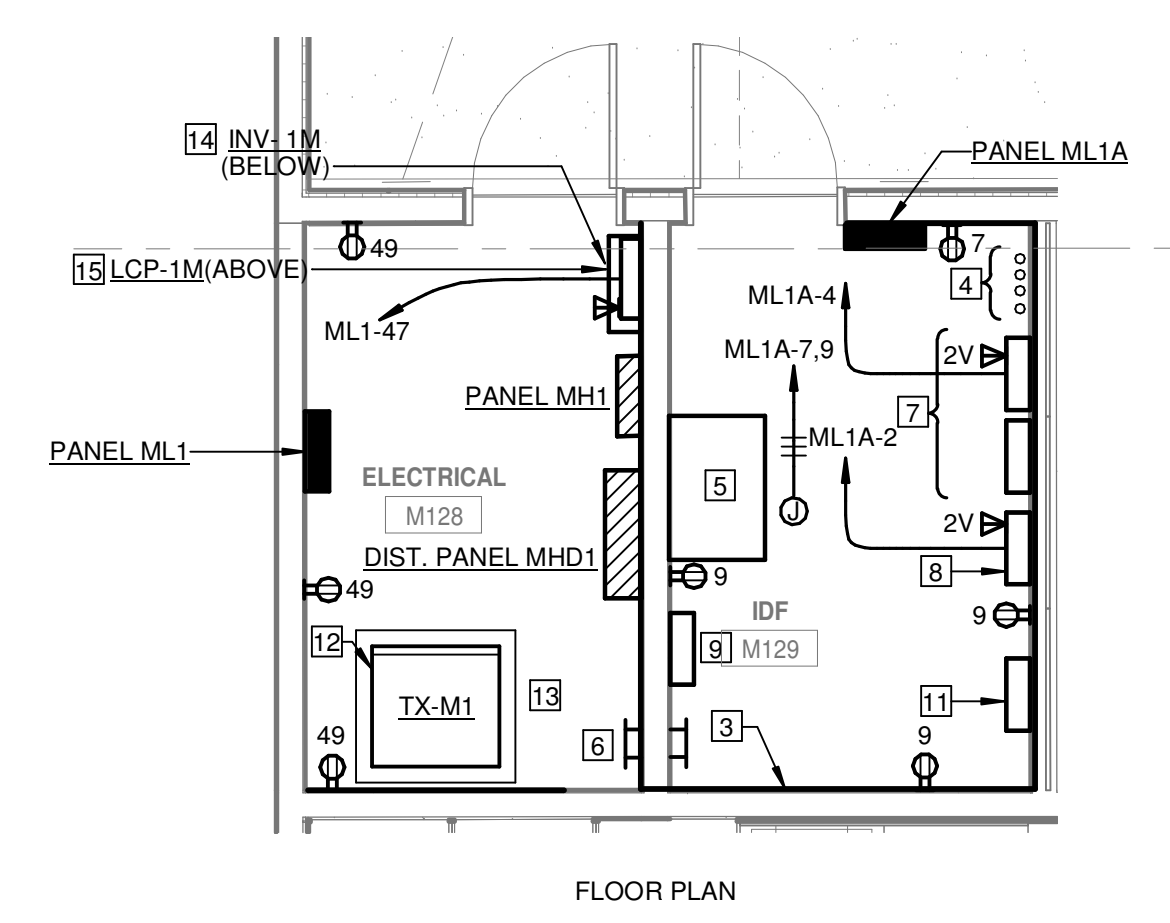 14 INV- 1M
(BELOW)
PANEL ML1A
49
7
15 LCP-1M(ABOVE)
4
ML1A-4
ML1-47
ML1A-7,9
2V
PANEL MH1
7
ML1A-2
PANEL ML1
ELECTRICAL
5
M128
J
2V
DIST. PANEL MHD1
8
9
49
IDF
9
12
9
M129
TX-M1
13
11
3
49
6
9
FLOOR PLAN